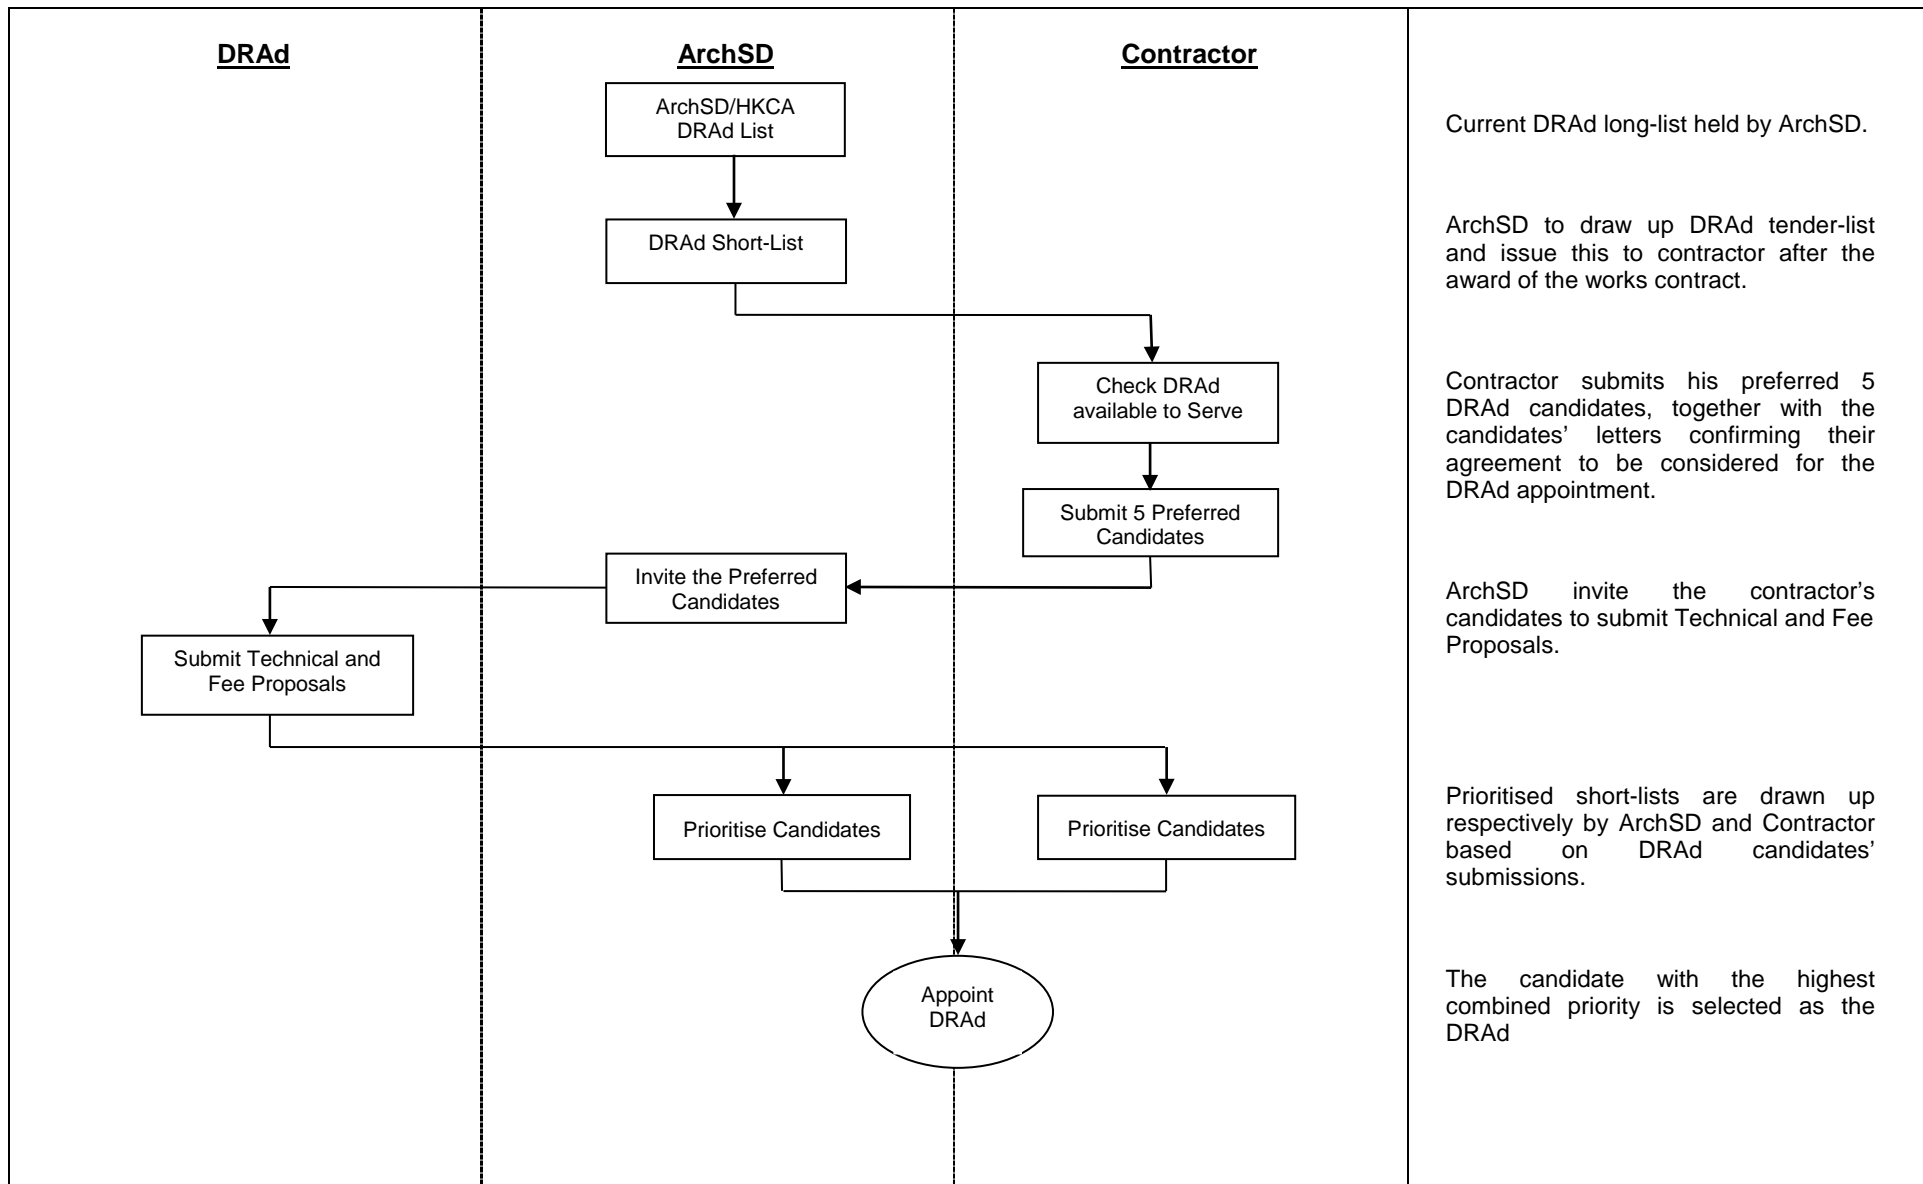 DRAd
ArchSD
Contractor
ArchSD/HKCA
DRAd List
Current DRAd long-list held by ArchSD.
DRAd Short-List
ArchSD to draw up DRAd tender-list
and issue this to contractor after the
award of the works contract.
Check DRAd
available to Serve
Contractor submits his preferred 5
DRAd candidates, together with the
candidates’ letters confirming their
agreement to be considered for the
DRAd appointment.
Submit 5 Preferred
Candidates
Invite the Preferred
Candidates
ArchSD invite the contractor’s
candidates to submit Technical and Fee
Proposals.
Submit Technical and
Fee Proposals
Prioritise Candidates
Prioritise Candidates
Prioritised short-lists are drawn up
respectively by ArchSD and Contractor
based on DRAd candidates’
submissions.
Appoint
DRAd
The candidate with the highest
combined priority is selected as the
DRAd